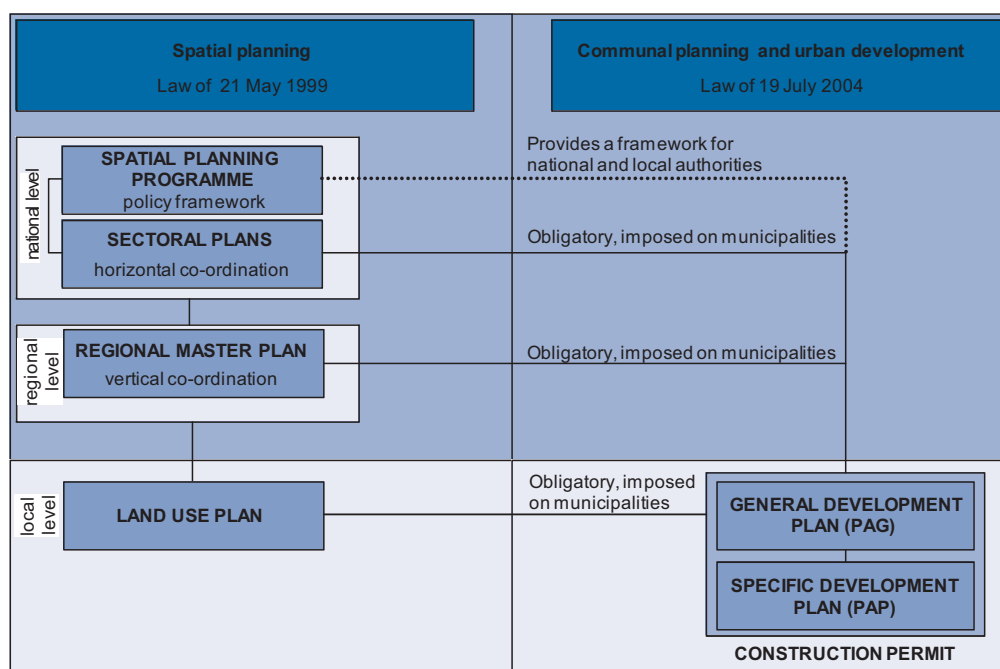 Spatial planning
Law of 21 May 1999
Communal planning and urban development
Law of 19 July 2004
national level
SPATIAL PLANNING
PROGRAMME
policy framework
Provides a framework for
national and local authorities
SECTORAL PLANS
horizontal co-ordination
Obligatory, imposed on municipalities
regional
level
REGIONAL MASTER PLAN
vertical co-ordination
Obligatory, imposed on municipalities
local
level
LAND USE PLAN
Obligatory, imposed
on municipalities
GENERAL DEVELOPMENT
PLAN (PAG)
SPECIFIC DEVELOPMENT
PLAN (PAP)
CONSTRUCTION PERMIT